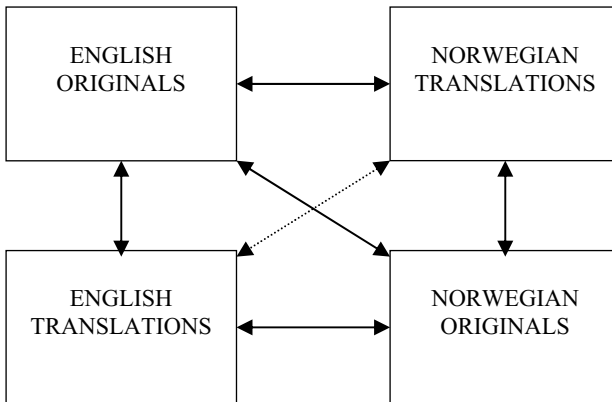 ENGLISH
ORIGINALS
NORWEGIAN
TRANSLATIONS
ENGLISH
TRANSLATIONS
NORWEGIAN
ORIGINALS